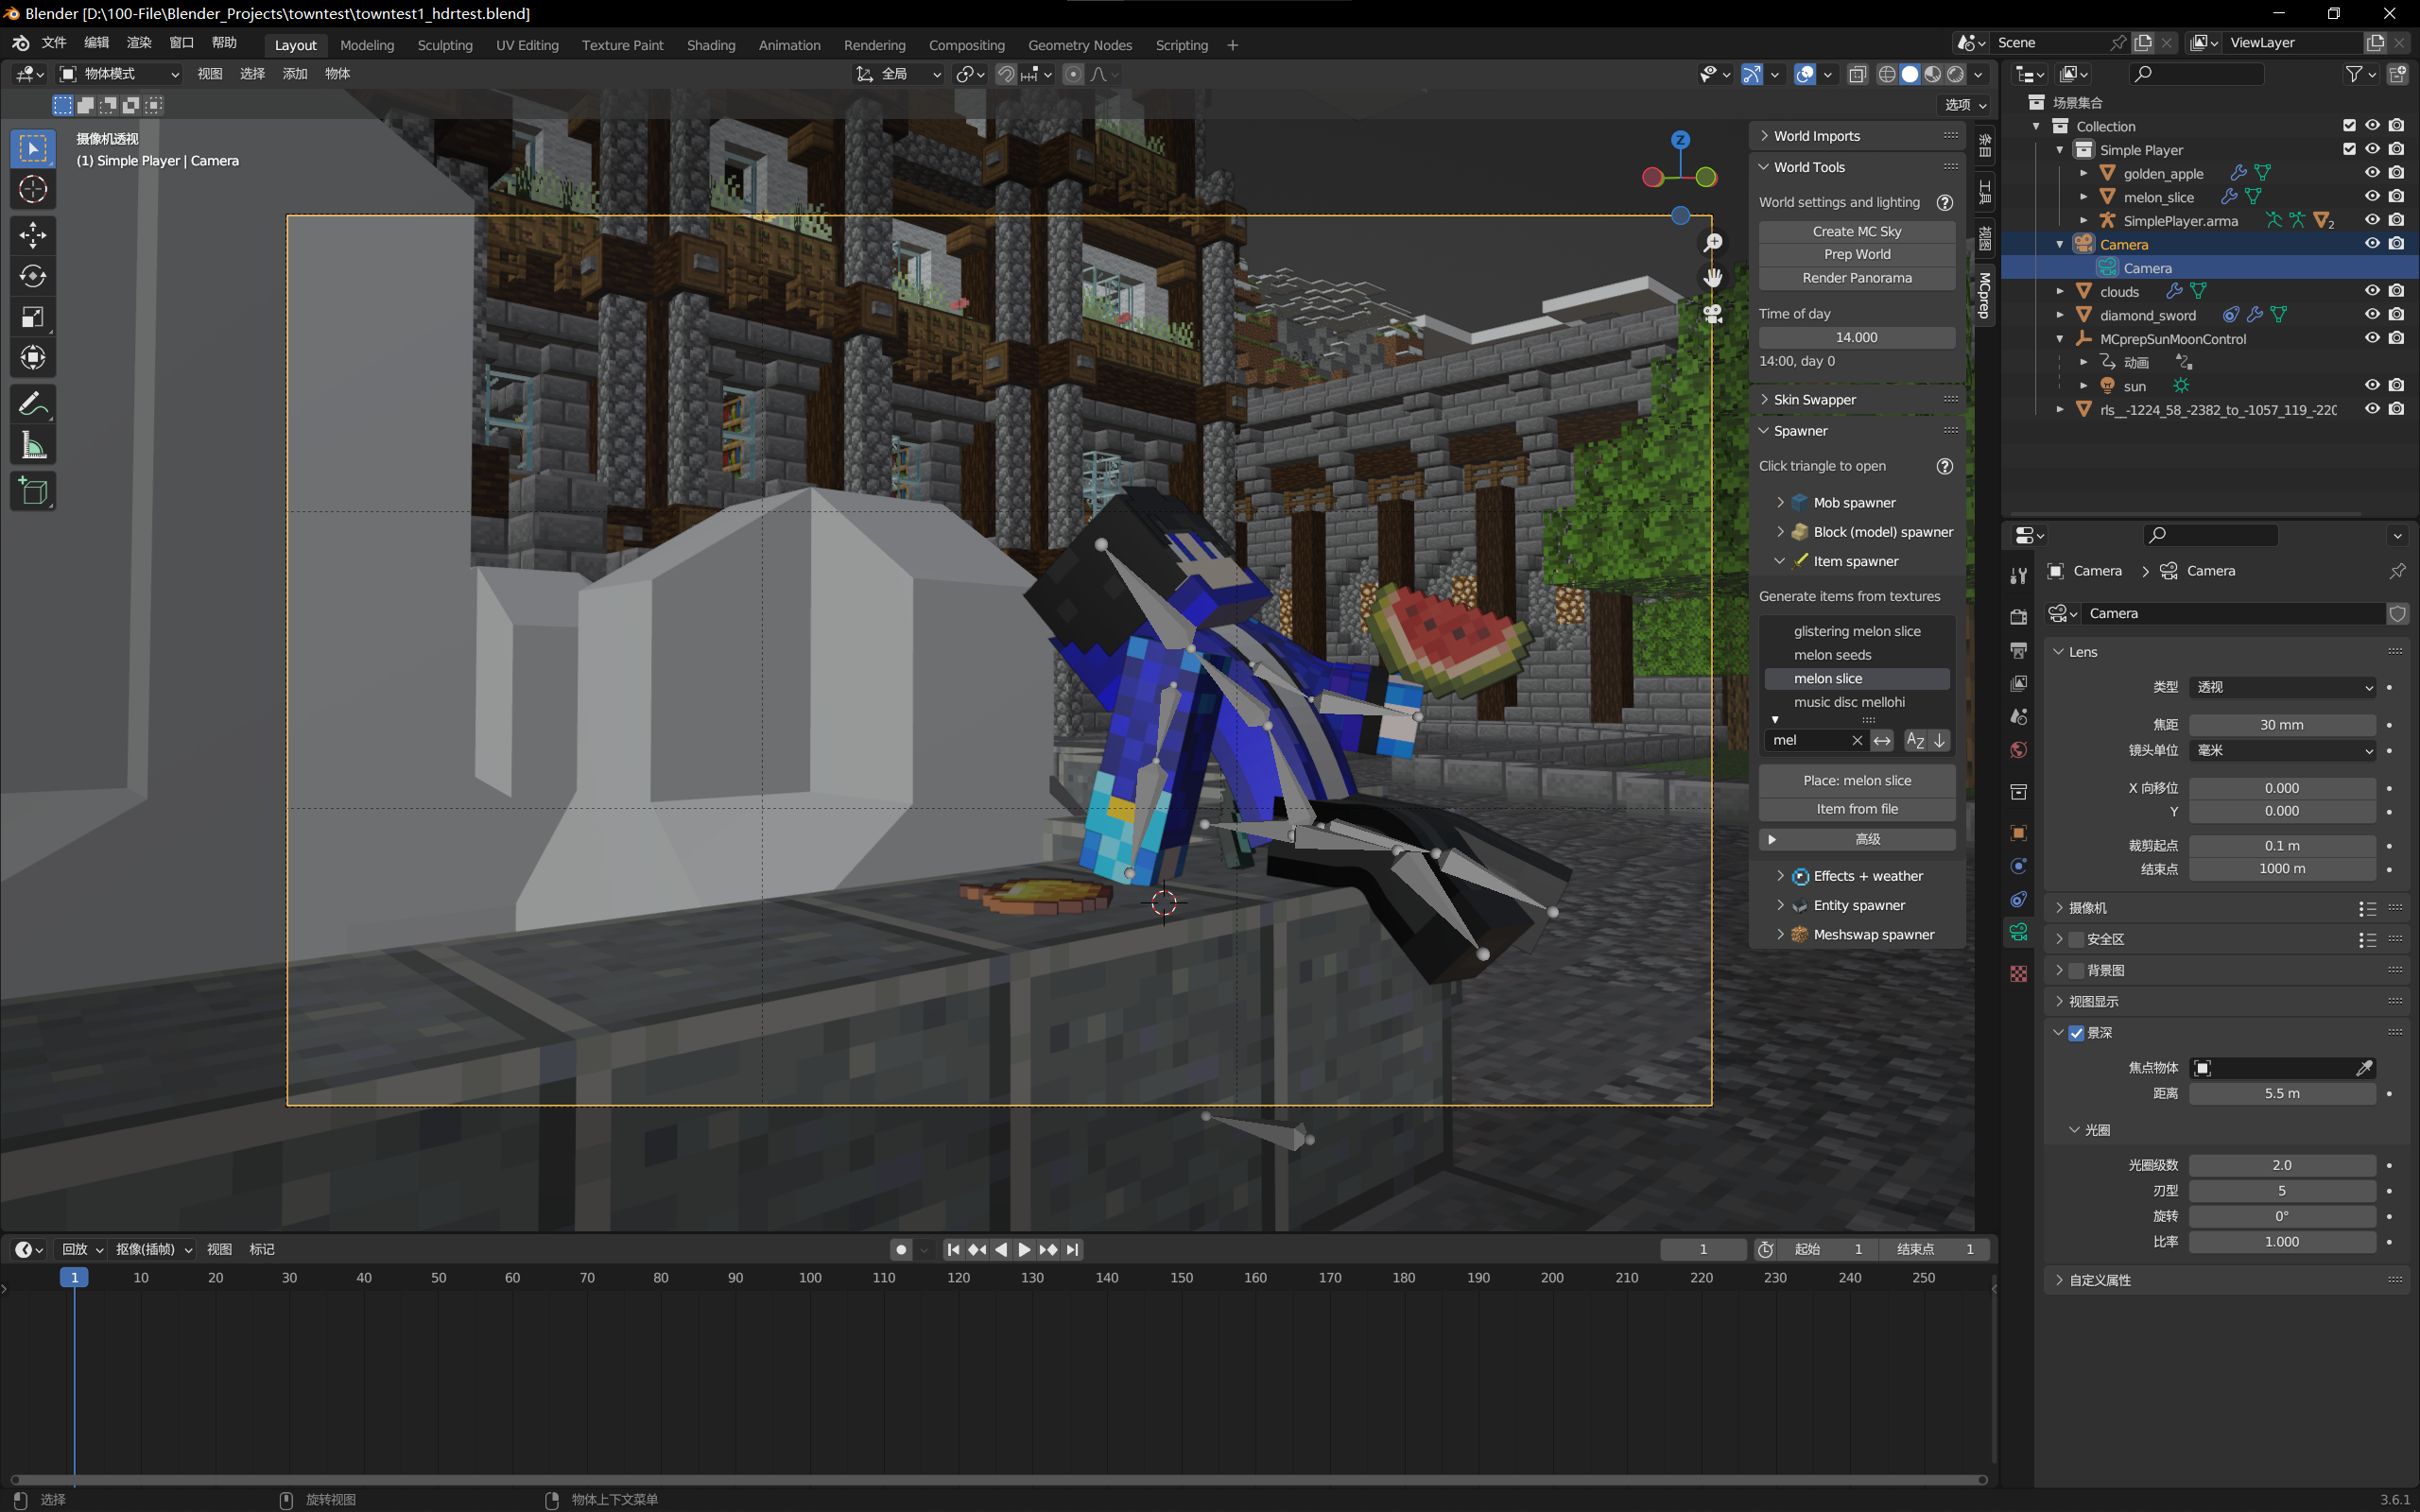 Blender [D:\100-File\Blender_Projects\towntest\towntest1_hdrtest.blend]
文件 编辑 渲染 窗口 帮助 Layout Modeling Sculpting UV Editing Texture Paint Shading Animation Rendering Compositing Geometry Nodes Scripting + Scene ViewLayer
物体模式 视图 选择 添加 物体 全局
选项
摄像机透视
(1) Simple Player | Camera
Z
World Imports
World Tools
World settings and lighting
Create MC Sky
Prep World
Render Panorama
Time of day
14.000
14:00, day 0
Skin Swapper
Spawner
Click triangle to open
Mob spawner
Block (model) spawner
Item spawner
Generate items from textures
glistering melon slice
melon seeds
melon slice
music disc mellohi
mel
Place: melon slice
Item from file
高级
Effects + weather
Entity spawner
Meshswap spawner
条目
工具
视图
MCprep
场景集合
Collection
Simple Player
golden_apple
melon_slice
SimplePlayer.arma 2
Camera
Camera
clouds
diamond_sword
MCprepSunMoonControl
动画
sun
rls__-1224_58_-2382_to_-1057_119_-220
Camera Camera
Camera
Lens
类型 透视
焦距 30 mm
镜头单位 毫米
X 向移位 0.000
Y 0.000
裁剪起点 0.1 m
结束点 1000 m
摄像机
安全区
背景图
视图显示
景深
焦点物体
距离 5.5 m
光圈
光圈级数 2.0
刃型 5
旋转 0°
比率 1.000
自定义属性
回放 抠像(插帧) 视图 标记 1 起始 1 结束点 1
1 10 20 30 40 50 60 70 80 90 100 110 120 130 140 150 160 170 180 190 200 210 220 230 240 250
选择 旋转视图 物体上下文菜单 3.6.1